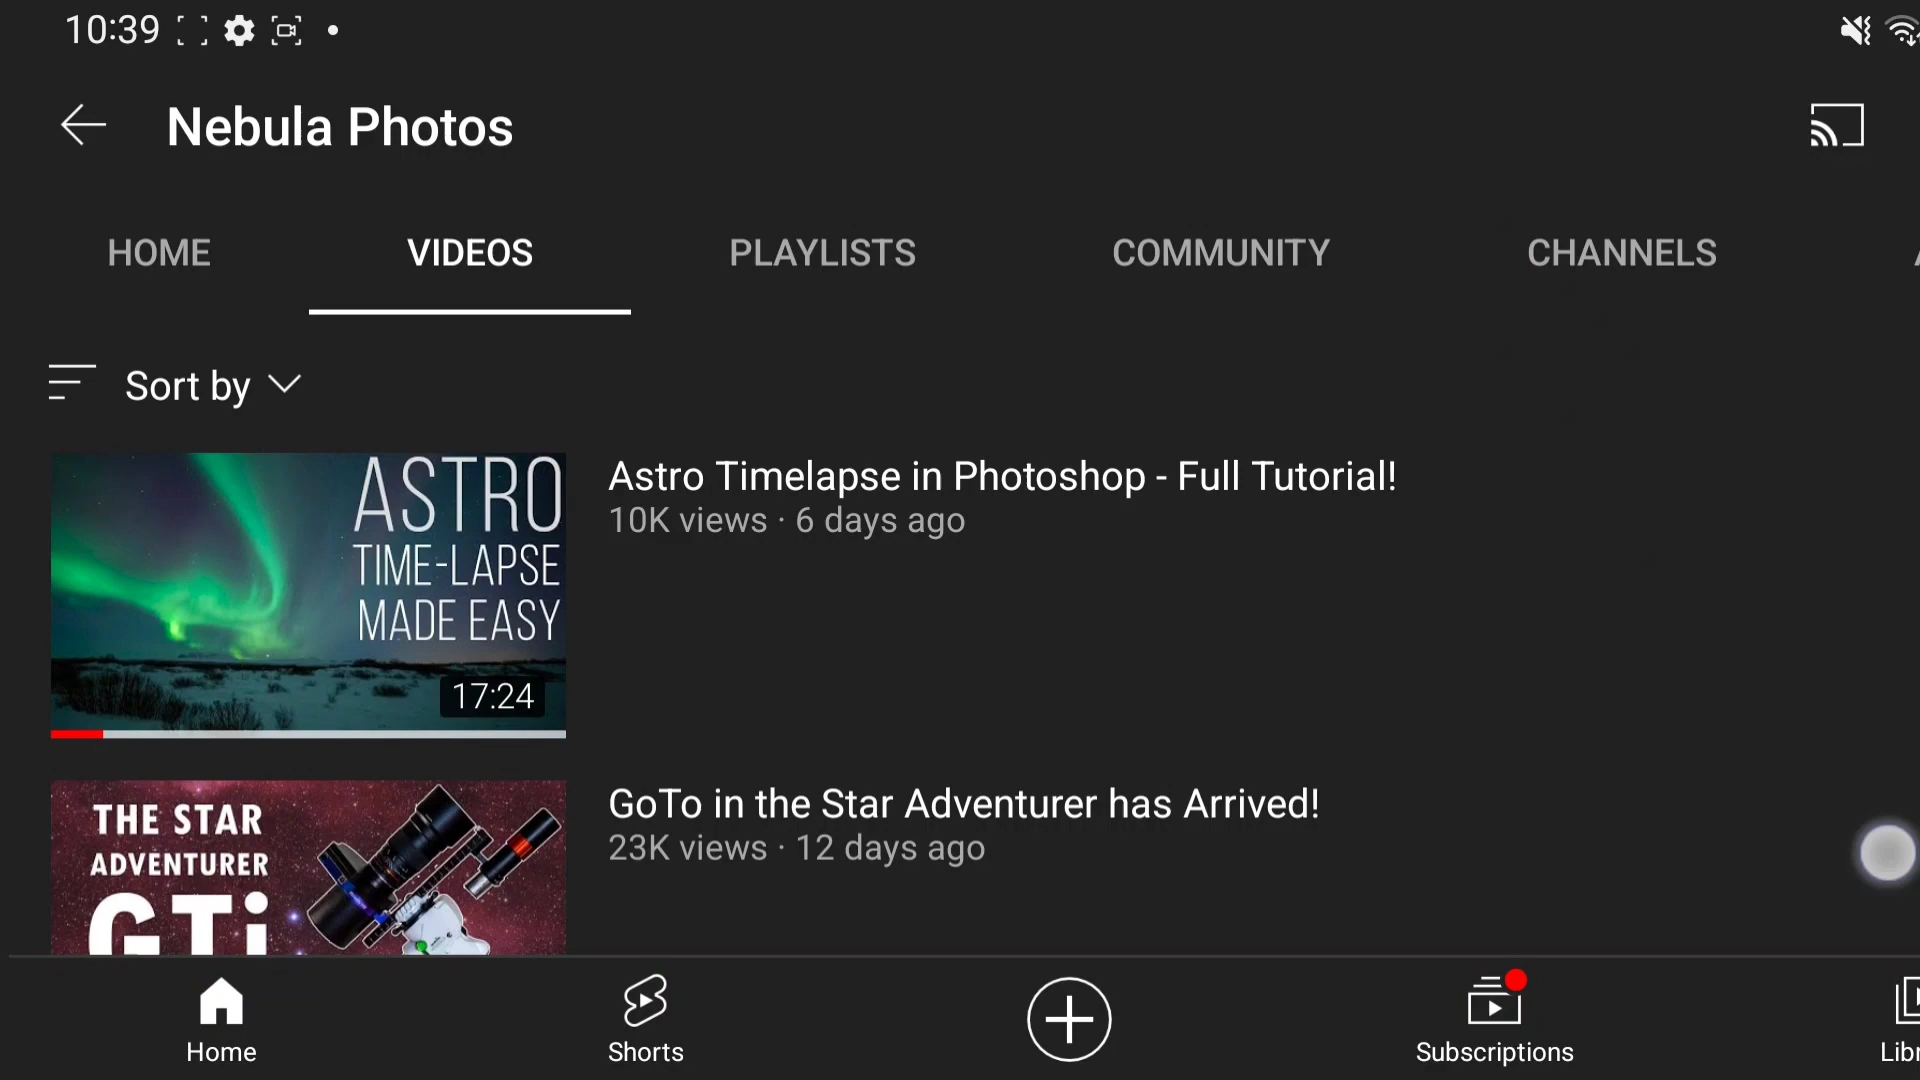 10:39
Nebula Photos
HOME VIDEOS PLAYLISTS COMMUNITY CHANNELS
Sort by
ASTRO
TIME-LAPSE
MADE EASY
17:24
Astro Timelapse in Photoshop - Full Tutorial!
10K views · 6 days ago
THE STAR
ADVENTURER
GTi
GoTo in the Star Adventurer has Arrived!
23K views · 12 days ago
Home Shorts Subscriptions